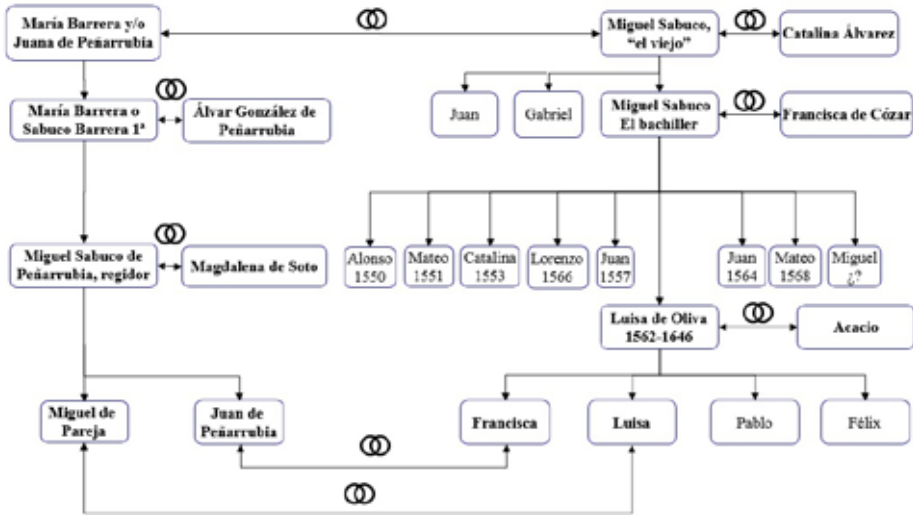 María Barrera y/o
Juana de Peñarrubia
Miguel Sabuco,
“el viejo”
Catalina Álvarez
María Barrera o
Sabuco Barrera 1ª
Álvar González de
Peñarrubia
Juan
Gabriel
Miguel Sabuco
El bachiller
Francisca de Cózar
Miguel Sabuco de
Peñarrubia, regidor
Magdalena de Soto
Alonso
1550
Mateo
1551
Catalina
1553
Lorenzo
1566
Juan
1557
Juan
1564
Mateo
1568
Miguel
¿?
Luisa de Oliva
1562-1646
Acacio
Miguel de
Pareja
Juan de
Peñarrubia
Francisca
Luisa
Pablo
Félix